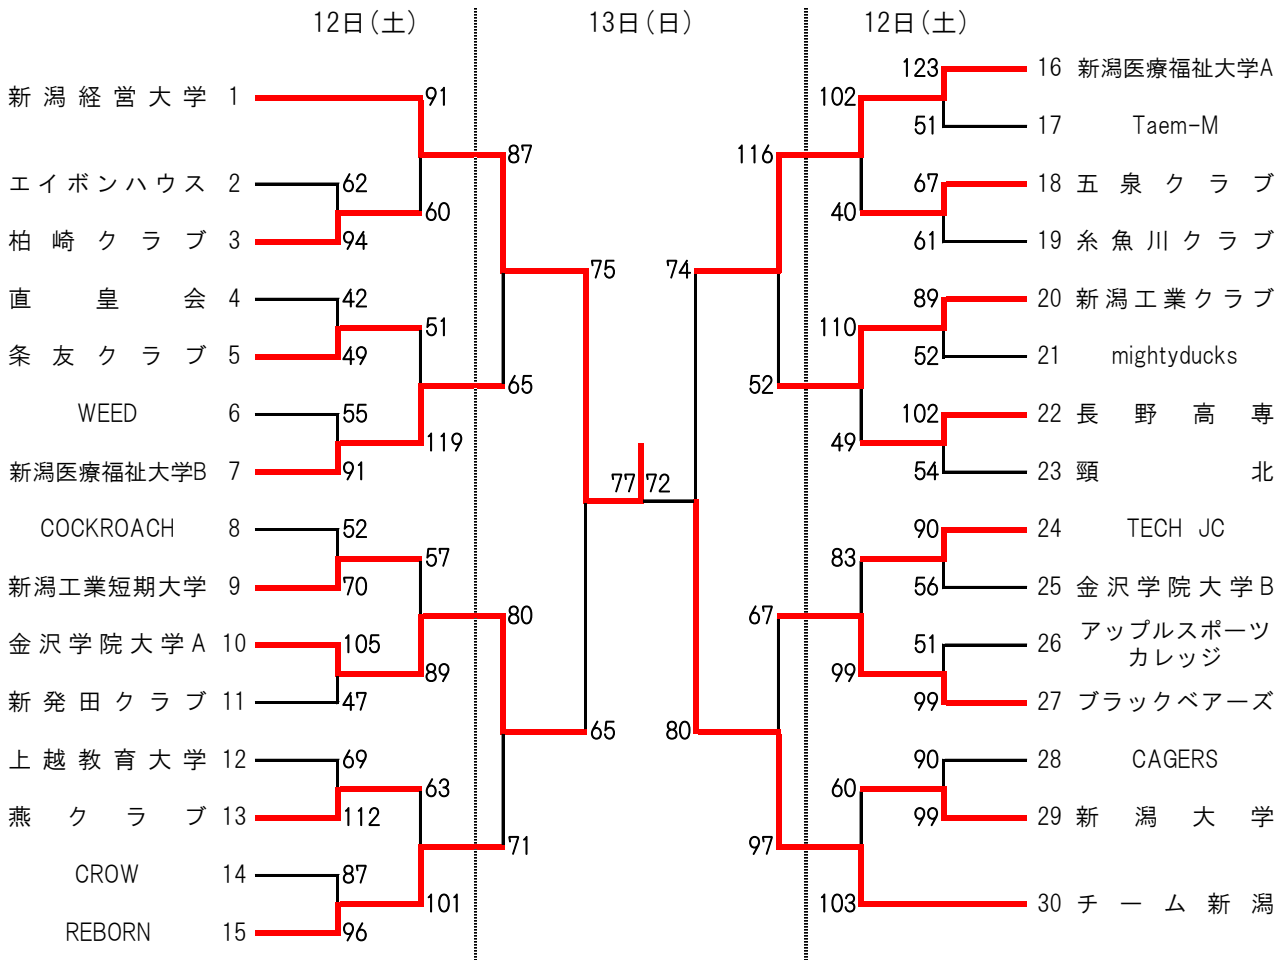 12日(土)
13日(日)
12日(土)
新潟経営大学 1
エイボンハウス 2
柏崎クラブ 3
直皇会 4
条友クラブ 5
WEED 6
新潟医療福祉大学B 7
COCKROACH 8
新潟工業短期大学 9
金沢学院大学A 10
新発田クラブ 11
上越教育大学 12
燕クラブ 13
CROW 14
REBORN 15
62
94
42
49
55
91
52
70
105
47
69
112
87
96
91
60
51
119
57
89
63
101
87
65
80
71
75
65
77 72
74
80
116
52
67
97
102
40
110
49
83
99
60
103
123
51
67
61
89
52
102
54
90
56
51
99
90
99
16 新潟医療福祉大学A
17 Taem-M
18 五泉クラブ
19 糸魚川クラブ
20 新潟工業クラブ
21 mightyducks
22 長野高専
23 頸北
24 TECH JC
25 金沢学院大学B
26 アップルスポーツ
カレッジ
27 ブラックベアーズ
28 CAGERS
29 新潟大学
30 チーム新潟